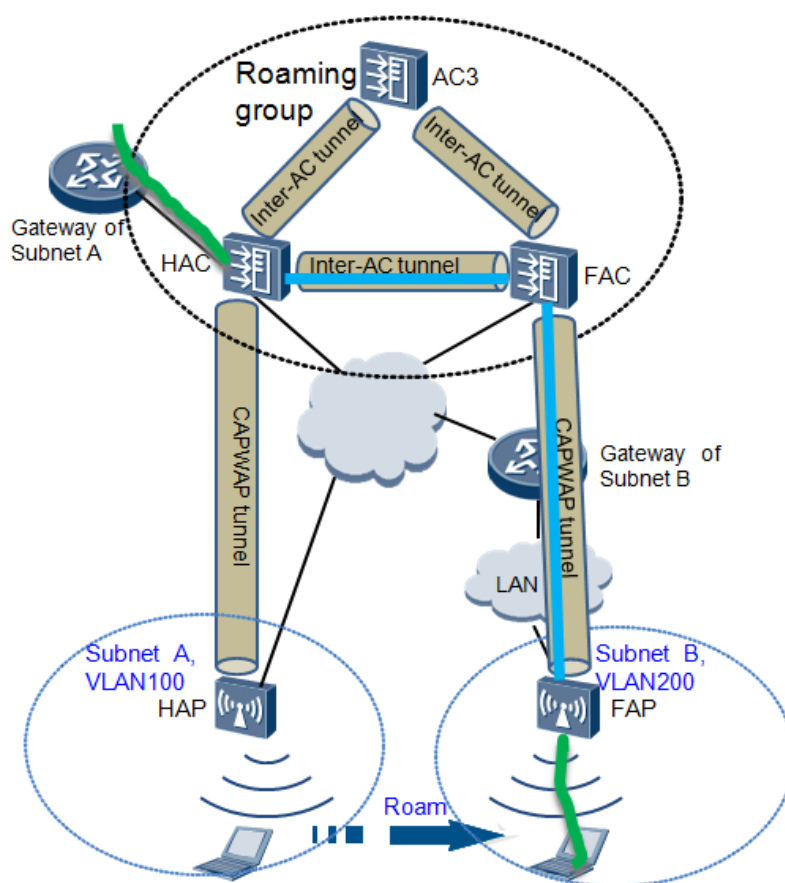 Roaming
group
AC3
Inter-AC tunnel
Inter-AC tunnel
Gateway of
Subnet A
HAC
Inter-AC tunnel
FAC
CAPWAP tunnel
CAPWAP tunnel
Gateway of
Subnet B
LAN
Subnet A,
VLAN100
HAP
Subnet B,
VLAN200
FAP
Roam